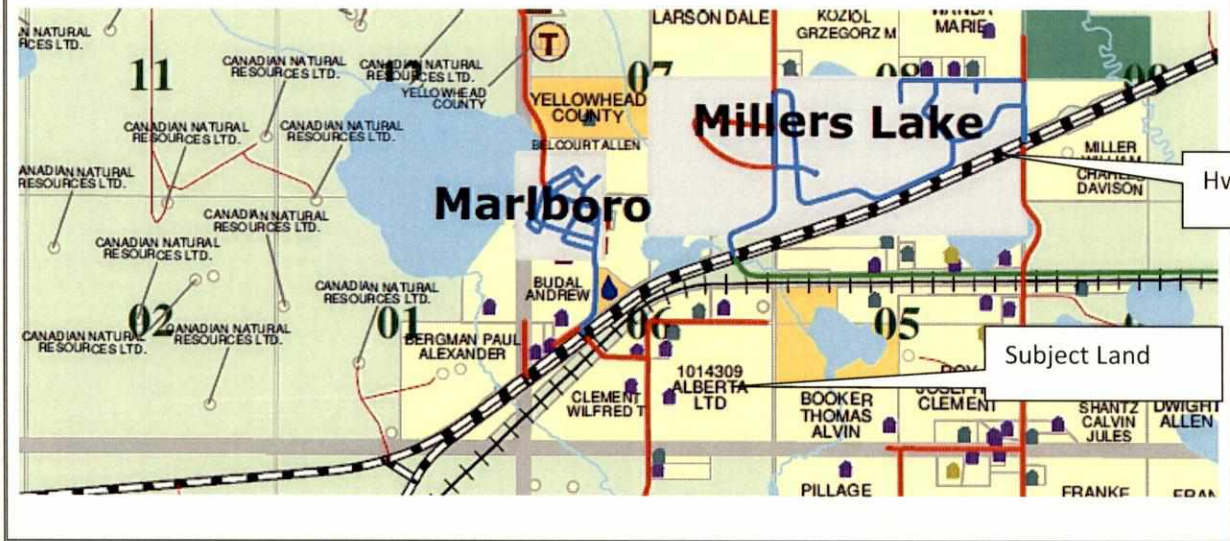 LARSON DALE
KOZIOL
GRZEGORZ M
MARIE
RCES LTD.
11
CANADIAN NATURAL
RESOURCES LTD.
CANADIAN NATURAL
RESOURCES LTD.
YELLOWHEAD
COUNTY
T
07
08
YELLOWHEAD
COUNTY
BELCOURT ALLEN
Millers Lake
CANADIAN NATURAL
RESOURCES LTD.
CANADIAN NATURAL
RESOURCES LTD.
MILLER
WILLIAM
CHARLES
DAVISON
ANADIAN NATURAL
RESOURCES LTD.
Marlboro
CANADIAN NATURAL
RESOURCES LTD.
CANADIAN NATURAL
RESOURCES LTD.
CANADIAN NATURAL
RESOURCES LTD.
BUDAL
ANDREW
02
CANADIAN NATURAL
RESOURCES LTD.
CANADIAN NATURAL
RESOURCES LTD.
01
06
05
BERGMAN PAUL
ALEXANDER
Subject Land
CLEMENT
WILFRED T
1014309
ALBERTA
LTD
BOOKER
THOMAS
ALVIN
CLEMENT
SHANTZ
CALVIN
JULES
DWIGHT
ALLEN
PILLAGE
FRANKE